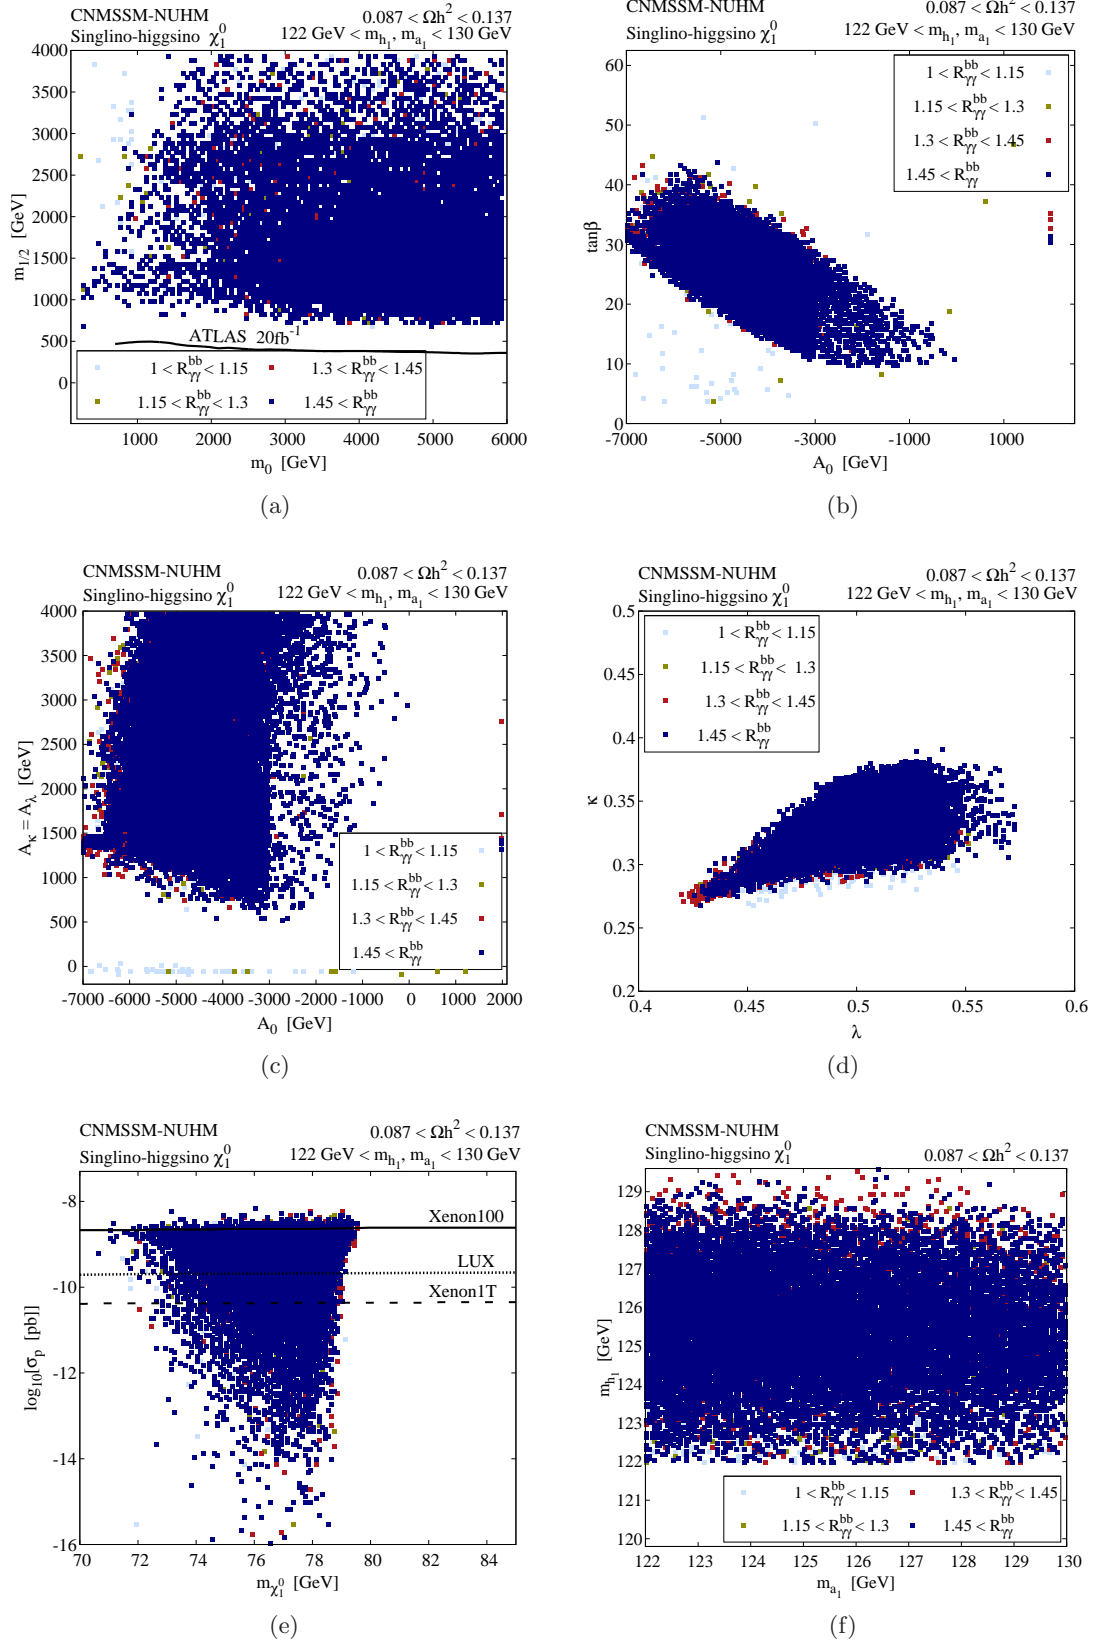 CNMSSM-NUHM
0.087 < Ωh² < 0.137
Singlino-higgsino χ₁⁰
122 GeV < m_h₁, m_a₁ < 130 GeV
4000
3500
3000
2500
2000
1500
1000
500
0
m₁/₂ [GeV]
ATLAS 20fb⁻¹
1 < R_γγ^bb < 1.15
1.3 < R_γγ^bb < 1.45
1.15 < R_γγ^bb < 1.3
1.45 < R_γγ^bb
1000 2000 3000 4000 5000 6000
m₀ [GeV]
(a)
CNMSSM-NUHM
0.087 < Ωh² < 0.137
Singlino-higgsino χ₁⁰
122 GeV < m_h₁, m_a₁ < 130 GeV
60
50
40
30
20
10
0
tanβ
1 < R_γγ^bb < 1.15
1.15 < R_γγ^bb < 1.3
1.3 < R_γγ^bb < 1.45
1.45 < R_γγ^bb
-7000 -5000 -3000 -1000 1000
A₀ [GeV]
(b)
CNMSSM-NUHM
0.087 < Ωh² < 0.137
Singlino-higgsino χ₁⁰
122 GeV < m_h₁, m_a₁ < 130 GeV
4000
3500
3000
2500
2000
1500
1000
500
0
A_κ = A_λ [GeV]
1 < R_γγ^bb < 1.15
1.15 < R_γγ^bb < 1.3
1.3 < R_γγ^bb < 1.45
1.45 < R_γγ^bb
-7000 -6000 -5000 -4000 -3000 -2000 -1000 0 1000 2000
A₀ [GeV]
(c)
CNMSSM-NUHM
0.087 < Ωh² < 0.137
Singlino-higgsino χ₁⁰
122 GeV < m_h₁, m_a₁ < 130 GeV
0.5
0.45
0.4
0.35
0.3
0.25
0.2
κ
1 < R_γγ^bb < 1.15
1.15 < R_γγ^bb < 1.3
1.3 < R_γγ^bb < 1.45
1.45 < R_γγ^bb
0.4 0.45 0.5 0.55 0.6
λ
(d)
CNMSSM-NUHM
0.087 < Ωh² < 0.137
Singlino-higgsino χ₁⁰
122 GeV < m_h₁, m_a₁ < 130 GeV
-8
-10
-12
-14
-16
log₁₀[σ_p [pb]]
Xenon100
LUX
Xenon1T
70 72 74 76 78 80 82 84
m_χ₁⁰ [GeV]
(e)
CNMSSM-NUHM
Singlino-higgsino χ₁⁰
0.087 < Ωh² < 0.137
129
128
127
126
125
124
123
122
121
120
m_h₁ [GeV]
1 < R_γγ^bb < 1.15
1.3 < R_γγ^bb < 1.45
1.15 < R_γγ^bb < 1.3
1.45 < R_γγ^bb
122 123 124 125 126 127 128 129 130
m_a₁ [GeV]
(f)